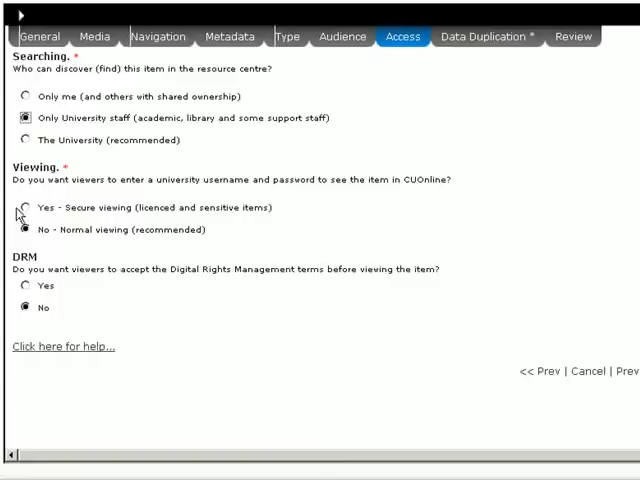 General Media Navigation Metadata Type Audience Access Data Duplication * Review
Searching. *
Who can discover (find) this item in the resource centre?
Only me (and others with shared ownership)
Only University staff (academic, library and some support staff)
The University (recommended)
Viewing. *
Do you want viewers to enter a university username and password to see the item in CUOnline?
Yes - Secure viewing (licenced and sensitive items)
No - Normal viewing (recommended)
DRM
Do you want viewers to accept the Digital Rights Management terms before viewing the item?
Yes
No
Click here for help...
<< Prev | Cancel | Prev